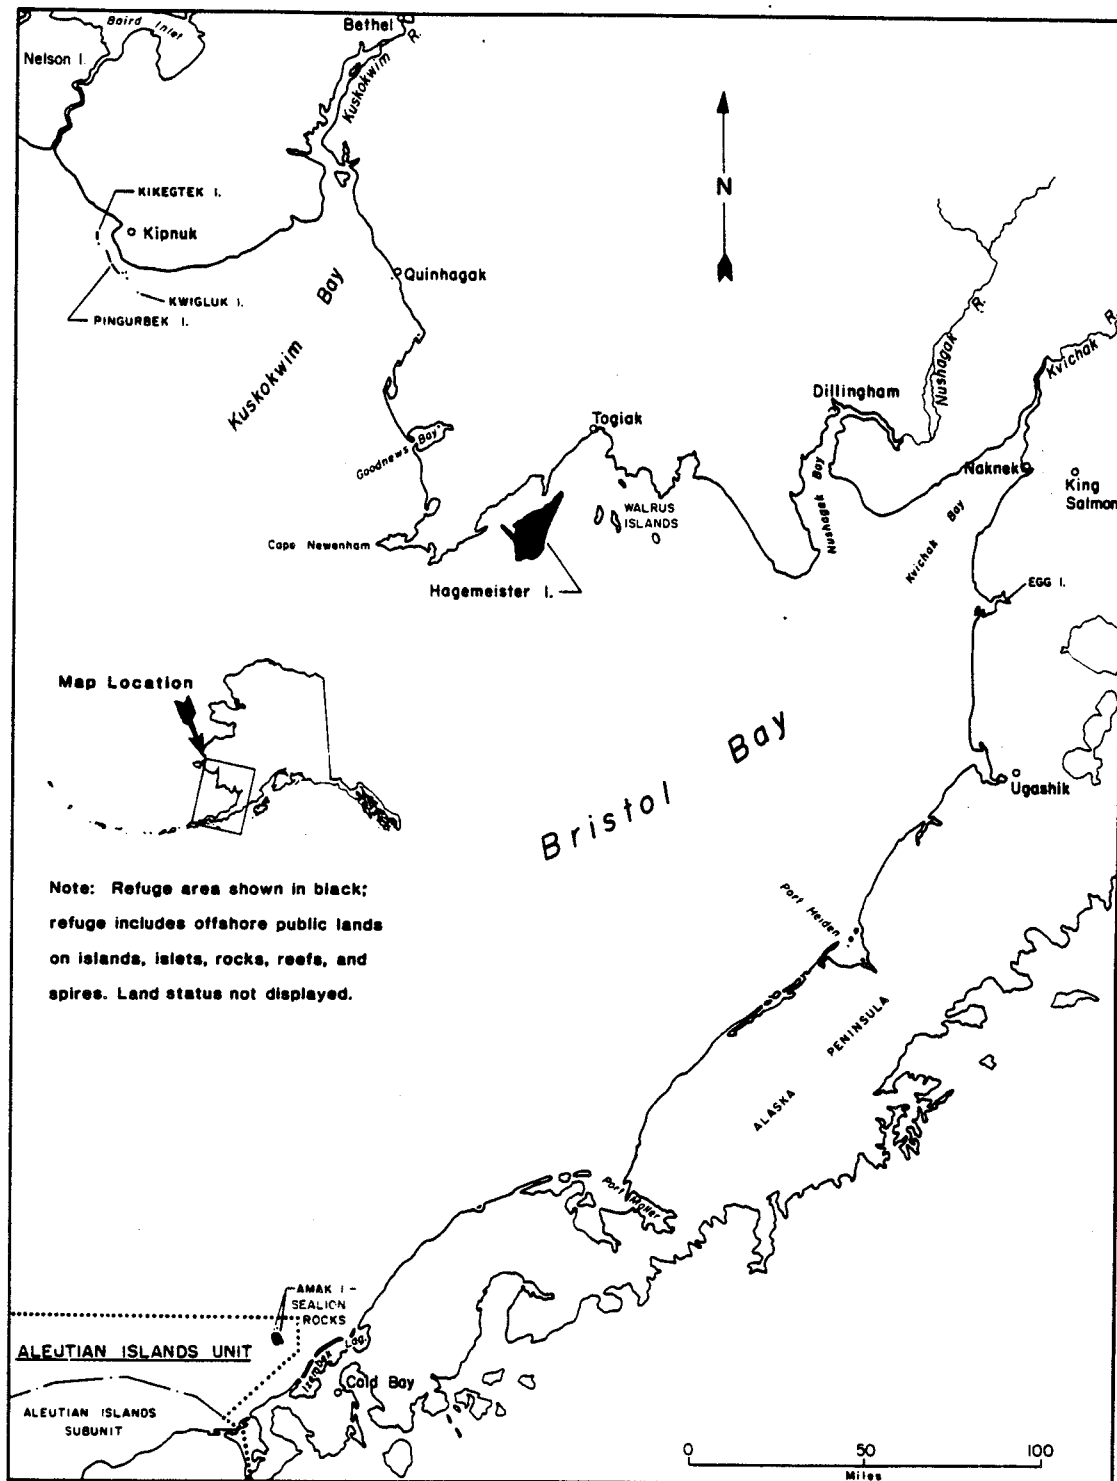 Baird Inlet
Bethel
Nelson I.
R.
Kuskokwim
N
KIKEGTEK I.
Kipnuk
KWIGLUK I.
PINGURBEK I.
Quinhagak
Kuskokwim Bay
Nushagak R.
Kvichak R.
Dillingham
Togiak
Goodnews Bay
Naknek
King
Salmon
WALRUS
ISLANDS
Nushagak Bay
Kvichak Bay
Cape Newenham
Hagemeister I.
EGG I.
Map Location
Bristol Bay
Ugashik
Note: Refuge area shown in black;
refuge includes offshore public lands
on islands, islets, rocks, reefs, and
spires. Land status not displayed.
Port Heiden
ALASKA PENINSULA
Port Moller
AMAK I -
SEALION
ROCKS
ALEUTIAN ISLANDS UNIT
Izembek Lag.
Cold Bay
ALEUTIAN ISLANDS
SUBUNIT
0 50 100
Miles